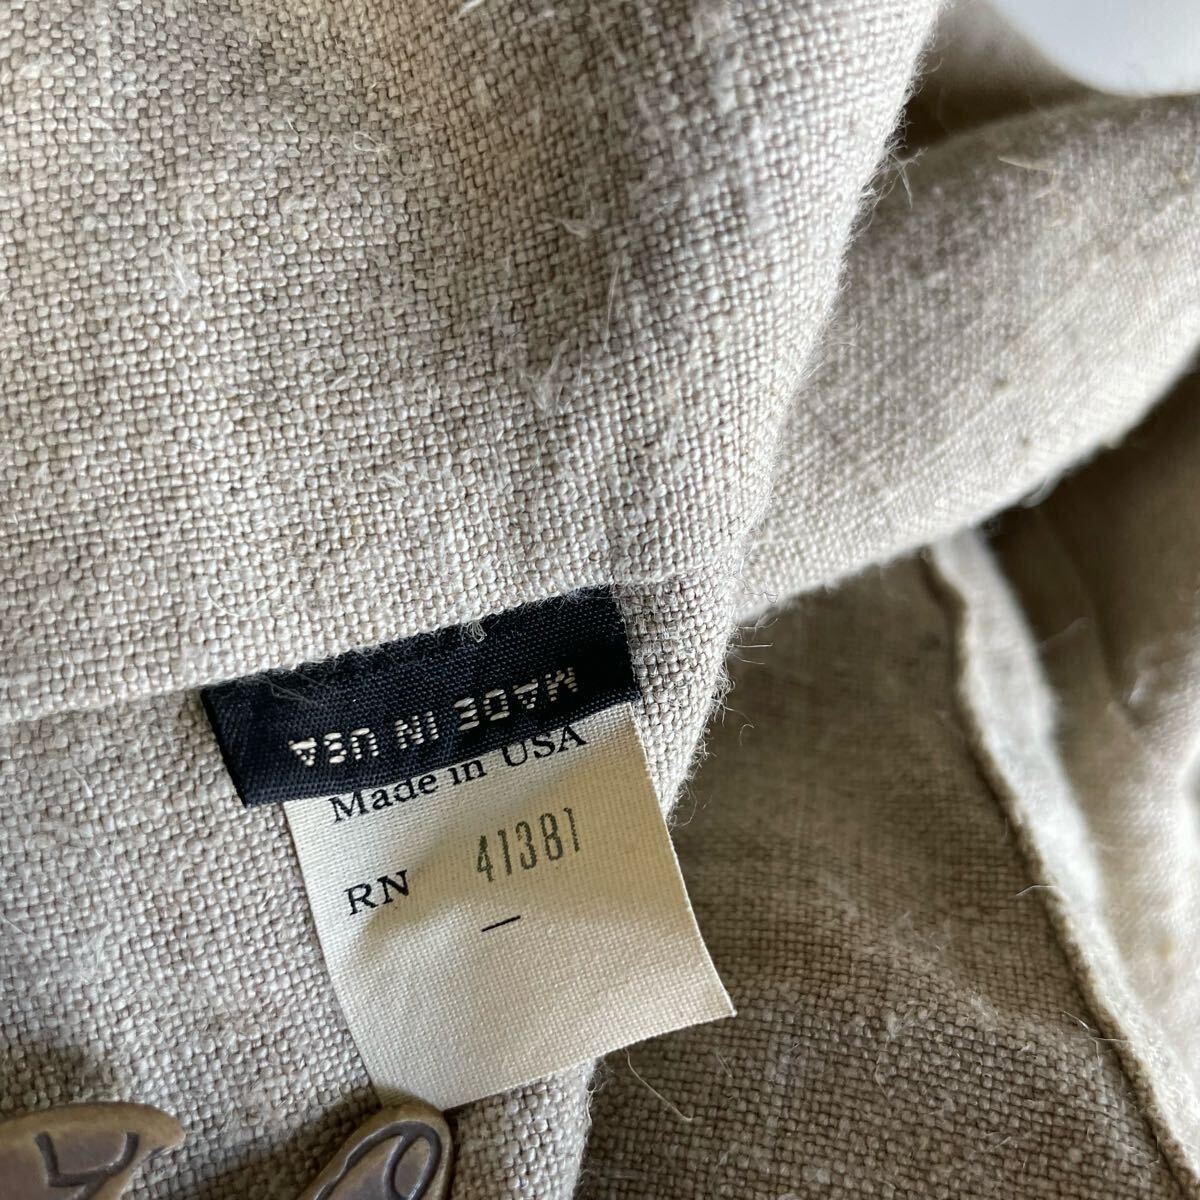 MADE IN USA
Made in USA
RN 41381
–